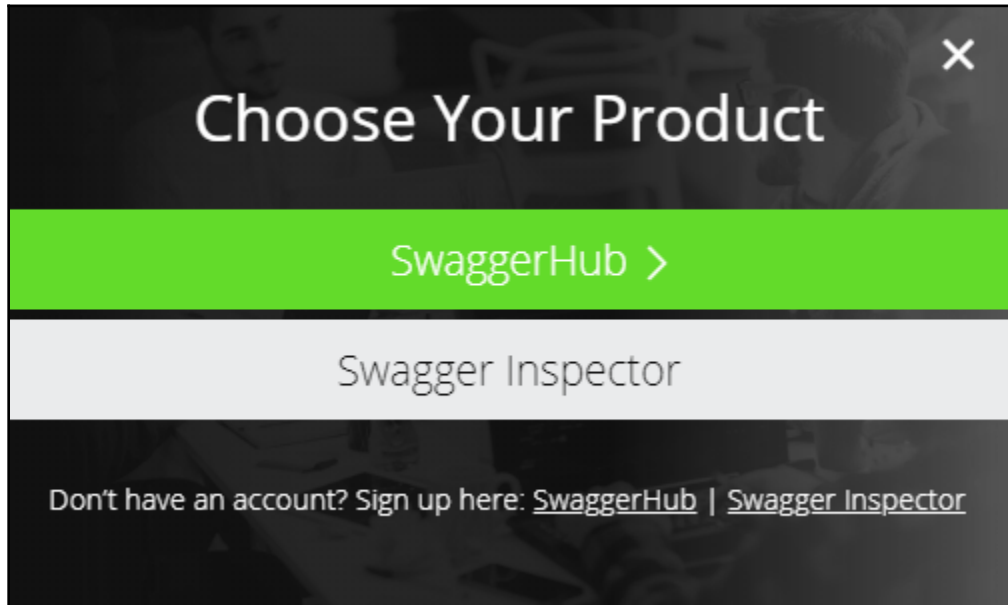 Choose Your Product
SwaggerHub
Swagger Inspector
Don't have an account? Sign up here: SwaggerHub | Swagger Inspector